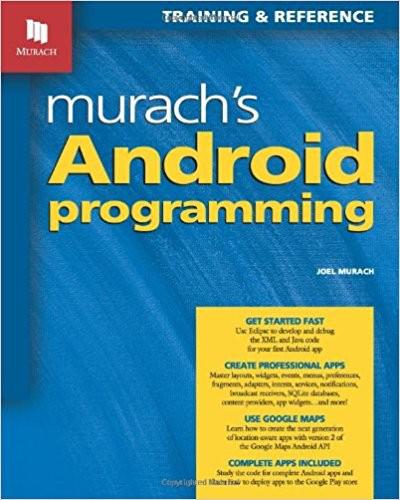 TRAINING & REFERENCE
MURACH
murach's
Android
programming
JOEL MURACH
GET STARTED FAST
Use Eclipse to develop and debug
the XML and Java code
for your first Android app
CREATE PROFESSIONAL APPS
Master layouts, widgets, events, menus, preferences,
fragments, adapters, intents, services, notifications,
broadcast receivers, SQLite databases,
content providers, app widgets...and more!
USE GOOGLE MAPS
Learn how to create the next generation
of location-aware apps with version 2 of
the Google Maps Android API
COMPLETE APPS INCLUDED
Study the code for complete Android apps and
how to deploy apps to the Google Play store
Copyrighted Material